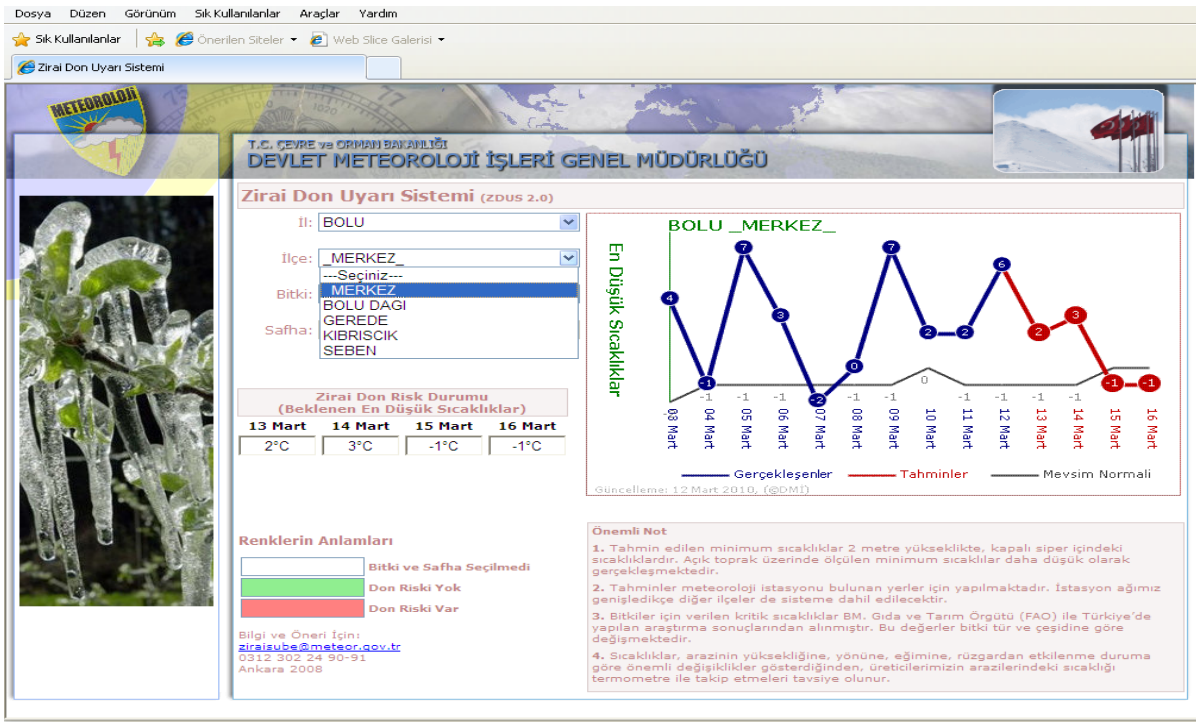 Dosya Düzen Görünüm Sık Kullanılanlar Araçlar Yardım
Sık Kullanılanlar Önerilen Siteler Web Slice Galerisi
Zirai Don Uyarı Sistemi
METEOROLOJİ
T.C. ÇEVRE ve ORMAN BAKANLIĞI
DEVLET METEOROLOJİ İŞLERİ GENEL MÜDÜRLÜĞÜ
Zirai Don Uyarı Sistemi (ZDUS 2.0)
İl: BOLU
İlçe: _MERKEZ_
---Seçiniz---
_MERKEZ_
BOLU DAGI
GEREDE
KIBRISCIK
SEBEN
Bitki:
Safha:
Zirai Don Risk Durumu
(Beklenen En Düşük Sıcaklıklar)
13 Mart 14 Mart 15 Mart 16 Mart
2°C 3°C -1°C -1°C
BOLU _MERKEZ_
En Düşük Sıcaklıklar
4 -1 7 3 -2 0 7 2 2 6 2 3 -1 -1
-1 -1 -1 -1 -1 0 -1 -1 -1 -1
03 Mart 04 Mart 05 Mart 06 Mart 07 Mart 08 Mart 09 Mart 10 Mart 11 Mart 12 Mart 13 Mart 14 Mart 15 Mart 16 Mart
Gerçekleşenler Tahminler Mevsim Normali
Güncelleme: 12 Mart 2010, (@DMİ)
Renklerin Anlamları
Bitki ve Safha Seçilmedi
Don Riski Yok
Don Riski Var
Bilgi ve Öneri İçin:
ziraisube@meteor.gov.tr
0312 302 24 90-91
Ankara 2008
Önemli Not
1. Tahmin edilen minimum sıcaklıklar 2 metre yükseklikte, kapalı siper içindeki
sıcaklıklardır. Açık toprak üzerinde ölçülen minimum sıcaklılar daha düşük olarak
gerçekleşmektedir.
2. Tahminler meteoroloji istasyonu bulunan yerler için yapılmaktadır. İstasyon ağımız
genişledikçe diğer ilçeler de sisteme dahil edilecektir.
3. Bitkiler için verilen kritik sıcaklıklar BM. Gıda ve Tarım Örgütü (FAO) ile Türkiye'de
yapılan araştırma sonuçlarından alınmıştır. Bu değerler bitki tür ve çeşidine göre
değişmektedir.
4. Sıcaklıklar, arazinin yüksekliğine, yönüne, eğimine, rüzgardan etkilenme duruma
göre önemli değişiklikler gösterdiğinden, üreticilerimizin arazilerindeki sıcaklığı
termometre ile takip etmeleri tavsiye olunur.